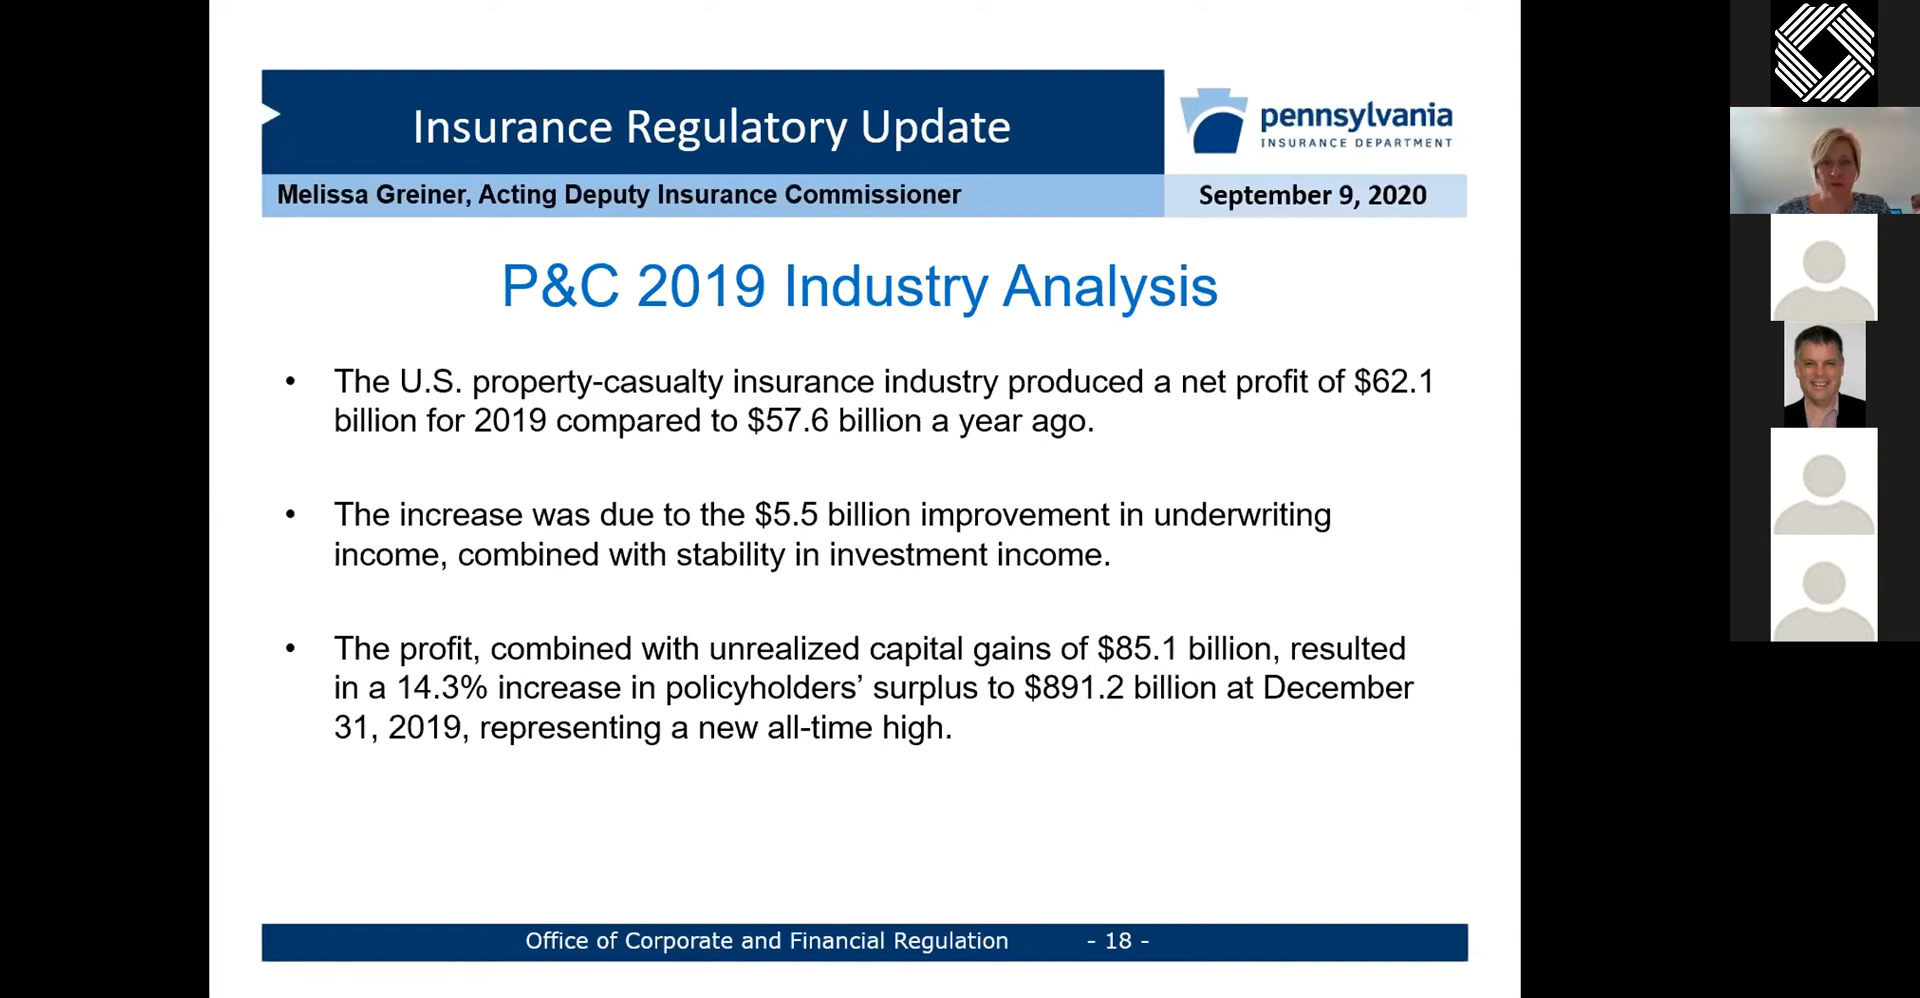 Insurance Regulatory Update
pennsylvania
INSURANCE DEPARTMENT
Melissa Greiner, Acting Deputy Insurance Commissioner
September 9, 2020
P&C 2019 Industry Analysis
• The U.S. property-casualty insurance industry produced a net profit of $62.1
billion for 2019 compared to $57.6 billion a year ago.
• The increase was due to the $5.5 billion improvement in underwriting
income, combined with stability in investment income.
• The profit, combined with unrealized capital gains of $85.1 billion, resulted
in a 14.3% increase in policyholders’ surplus to $891.2 billion at December
31, 2019, representing a new all-time high.
Office of Corporate and Financial Regulation - 18 -